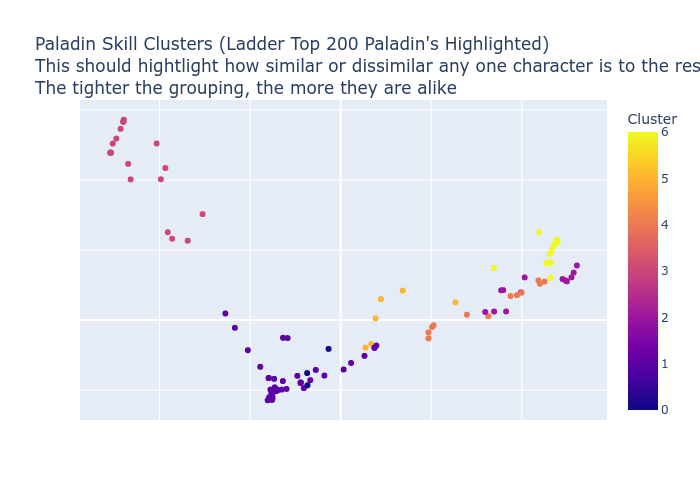 Paladin Skill Clusters (Ladder Top 200 Paladin's Highlighted)
This should hightlight how similar or dissimilar any one character is to the res
The tighter the grouping, the more they are alike
Cluster
6
5
4
3
2
1
0